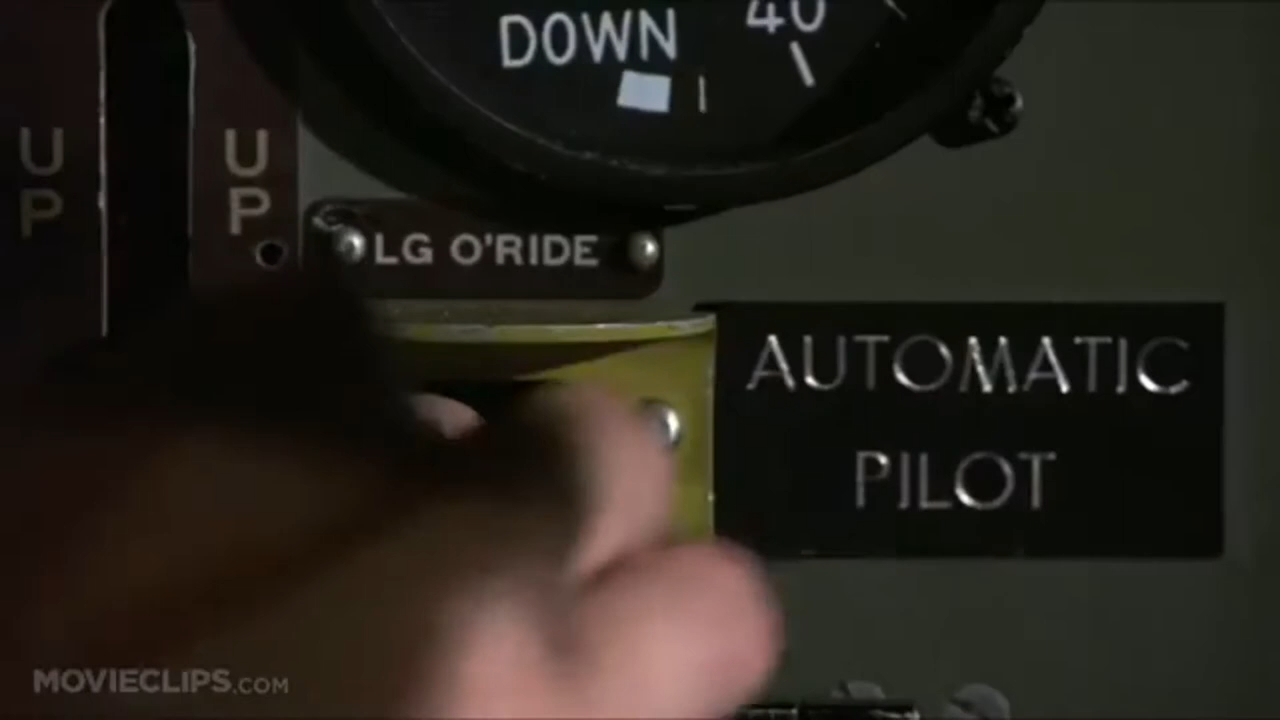 DOWN
40
UP
UP
LG O'RIDE
AUTOMATIC
PILOT
MOVIECLIPS.COM